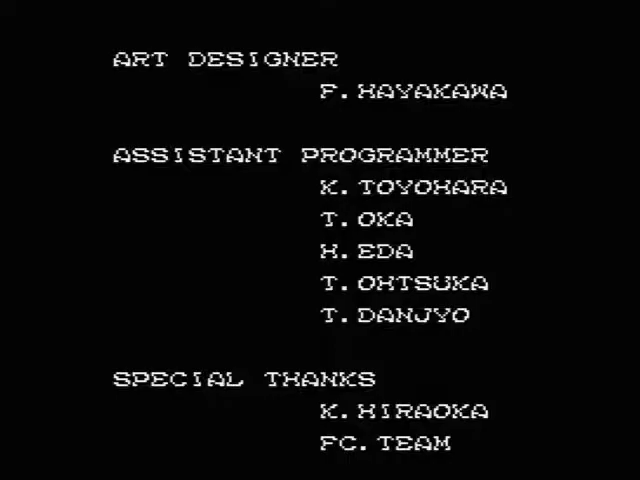 ART DESIGNER
F.HAYAKAWA
ASSISTANT PROGRAMMER
K.TOYOHARA
T.OKA
H.EDA
T.OHTSUKA
T.DANJYO
SPECIAL THANKS
K.HIRAOKA
FC.TEAM